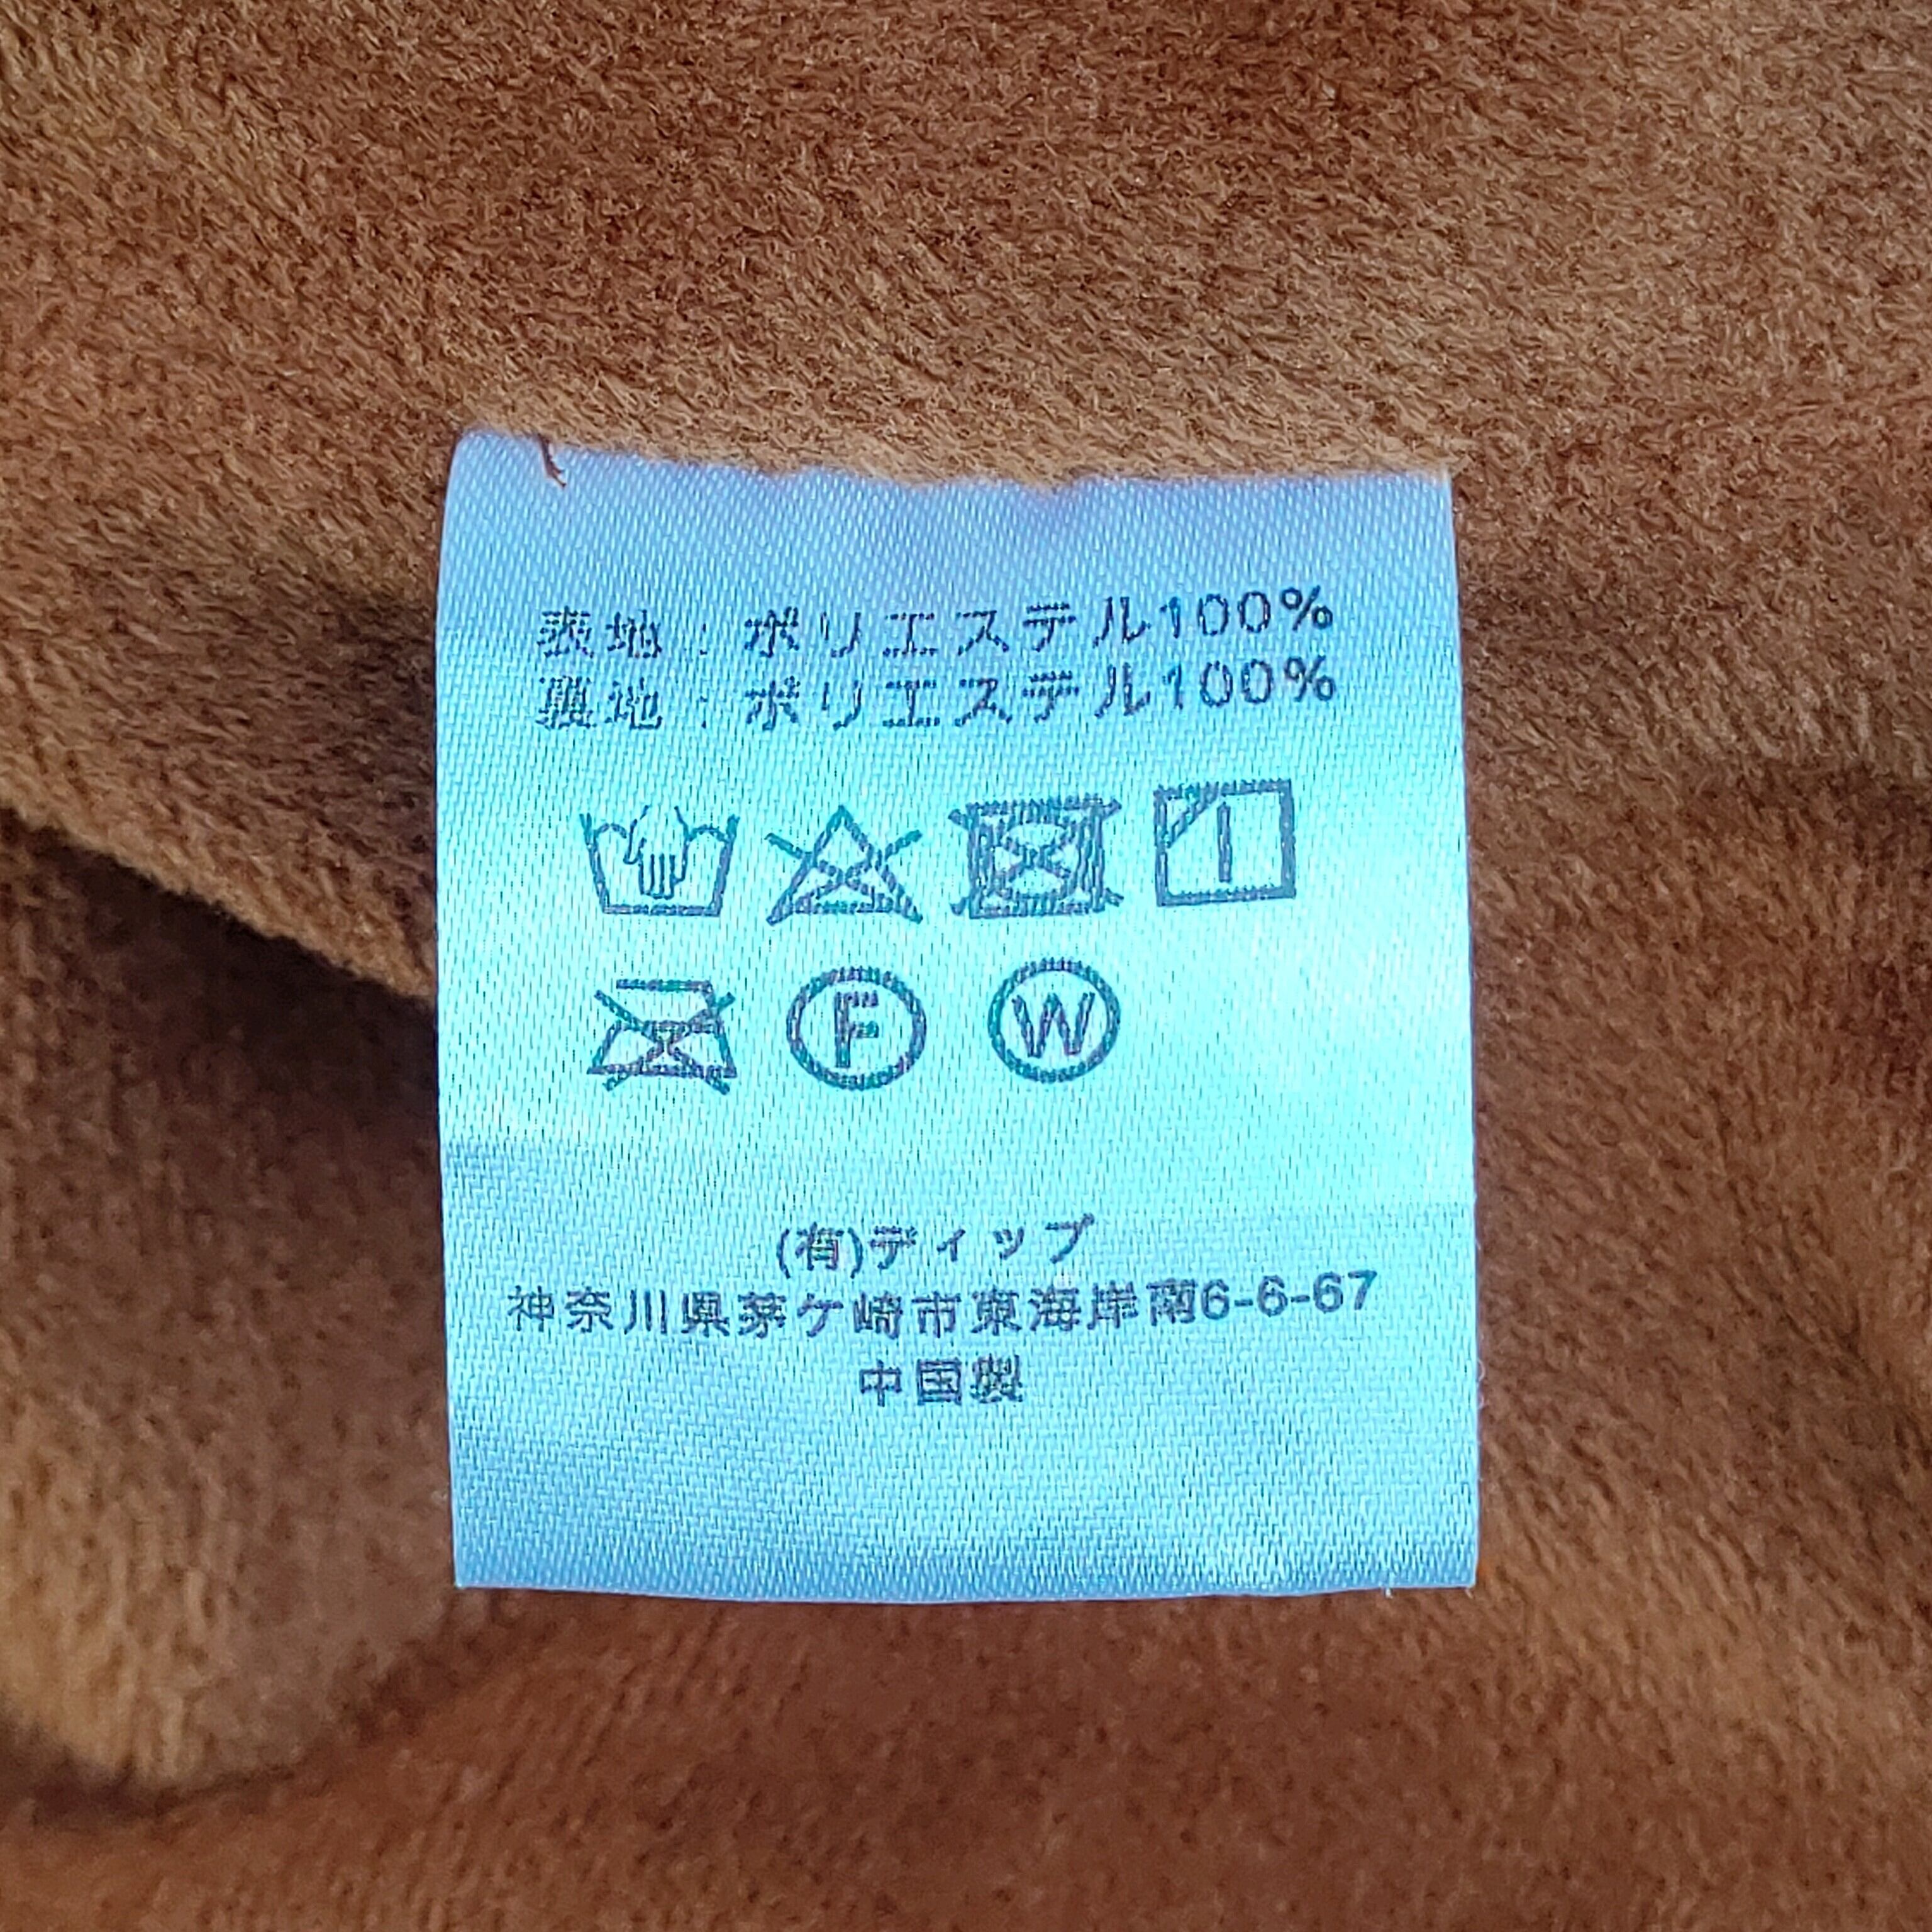 表地：ポリエステル100%
裏地：ポリエステル100%
F W
(有)ディップ
神奈川県茅ケ崎市東海岸南6-6-67
中国製